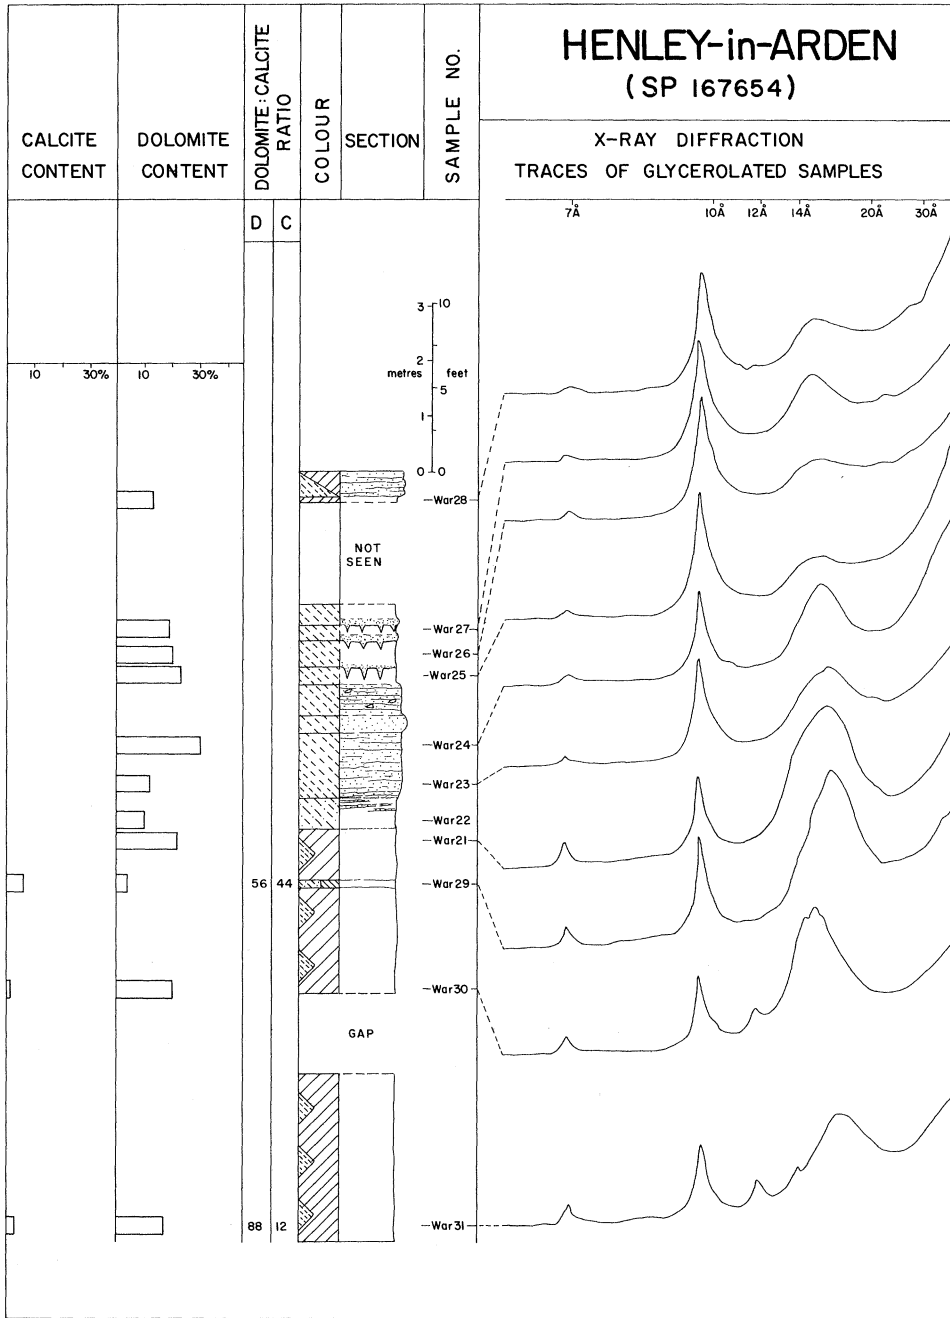 HENLEY-in-ARDEN
(SP 167654)
CALCITE
CONTENT
DOLOMITE
CONTENT
DOLOMITE:CALCITE
RATIO
COLOUR
SECTION
SAMPLE NO.
X-RAY DIFFRACTION
TRACES OF GLYCEROLATED SAMPLES
D C
7Å 10Å 12Å 14Å 20Å 30Å
3 10
2
metres feet
5
1
0 0
10 30% 10 30%
War28
NOT
SEEN
War27
War26
War25
War24
War23
War22
War21
56 44 War29
War30
GAP
88 12 War31